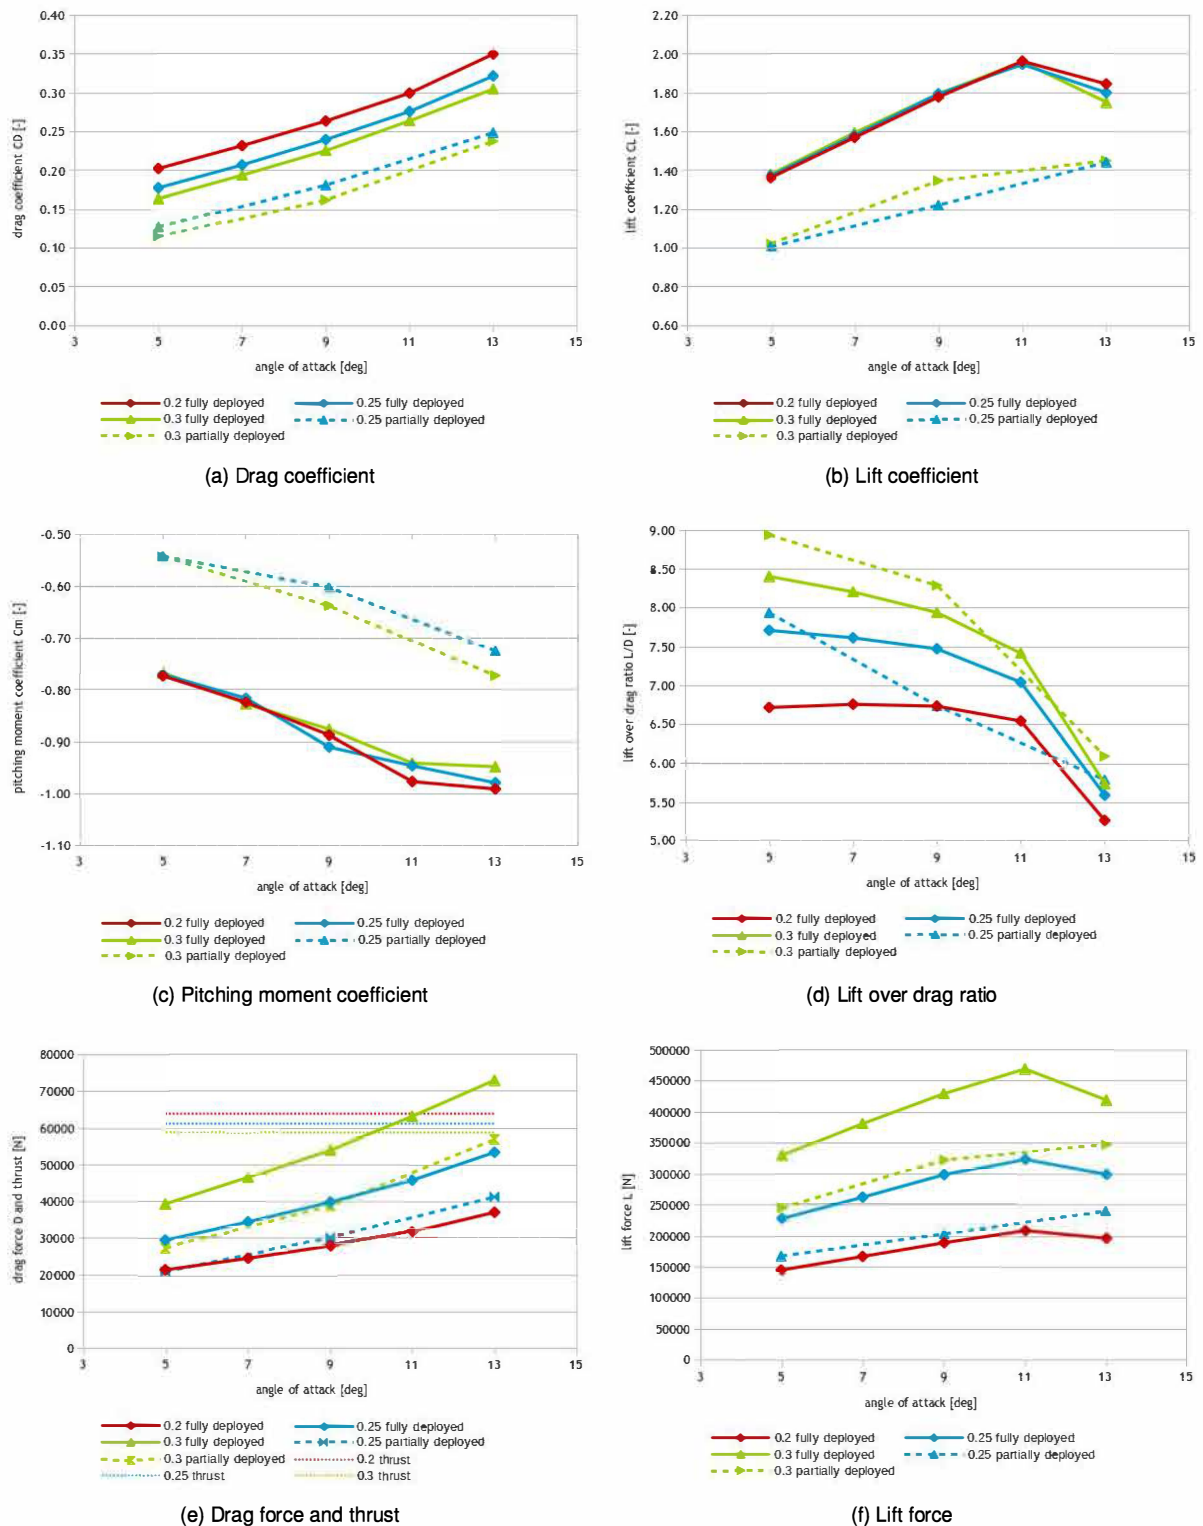 0.40
0.35
0.30
0.25
0.20
0.15
0.10
0.05
0.00
drag coefficient CD [-]
3 5 7 9 11 13 15
angle of attack [deg]
0.2 fully deployed 0.25 fully deployed
0.3 fully deployed 0.25 partially deployed
0.3 partially deployed
(a) Drag coefficient
2.20
2.00
1.80
1.60
1.40
1.20
1.00
0.80
0.60
lift coefficient CL [-]
3 5 7 9 11 13 15
angle of attack [deg]
0.2 fully deployed 0.25 fully deployed
0.3 fully deployed 0.25 partially deployed
0.3 partially deployed
(b) Lift coefficient
-0.50
-0.60
-0.70
-0.80
-0.90
-1.00
-1.10
pitching moment coefficient Cm [-]
3 5 7 9 11 13 15
angle of attack [deg]
0.2 fully deployed 0.25 fully deployed
0.3 fully deployed 0.25 partially deployed
0.3 partially deployed
(c) Pitching moment coefficient
9.00
8.50
8.00
7.50
7.00
6.50
6.00
5.50
5.00
lift over drag ratio L/D [-]
3 5 7 9 11 13 15
angle of attack [deg]
0.2 fully deployed 0.25 fully deployed
0.3 fully deployed 0.25 partially deployed
0.3 partially deployed
(d) Lift over drag ratio
80000
70000
60000
50000
40000
30000
20000
10000
0
drag force D and thrust [N]
3 5 7 9 11 13 15
angle of attack [deg]
0.2 fully deployed 0.25 fully deployed
0.3 fully deployed 0.25 partially deployed
0.3 partially deployed 0.2 thrust
0.25 thrust 0.3 thrust
(e) Drag force and thrust
500000
450000
400000
350000
300000
250000
200000
150000
100000
50000
0
lift force L [N]
3 5 7 9 11 13 15
angle of attack [deg]
0.2 fully deployed 0.25 fully deployed
0.3 fully deployed 0.25 partially deployed
0.3 partially deployed
(f) Lift force